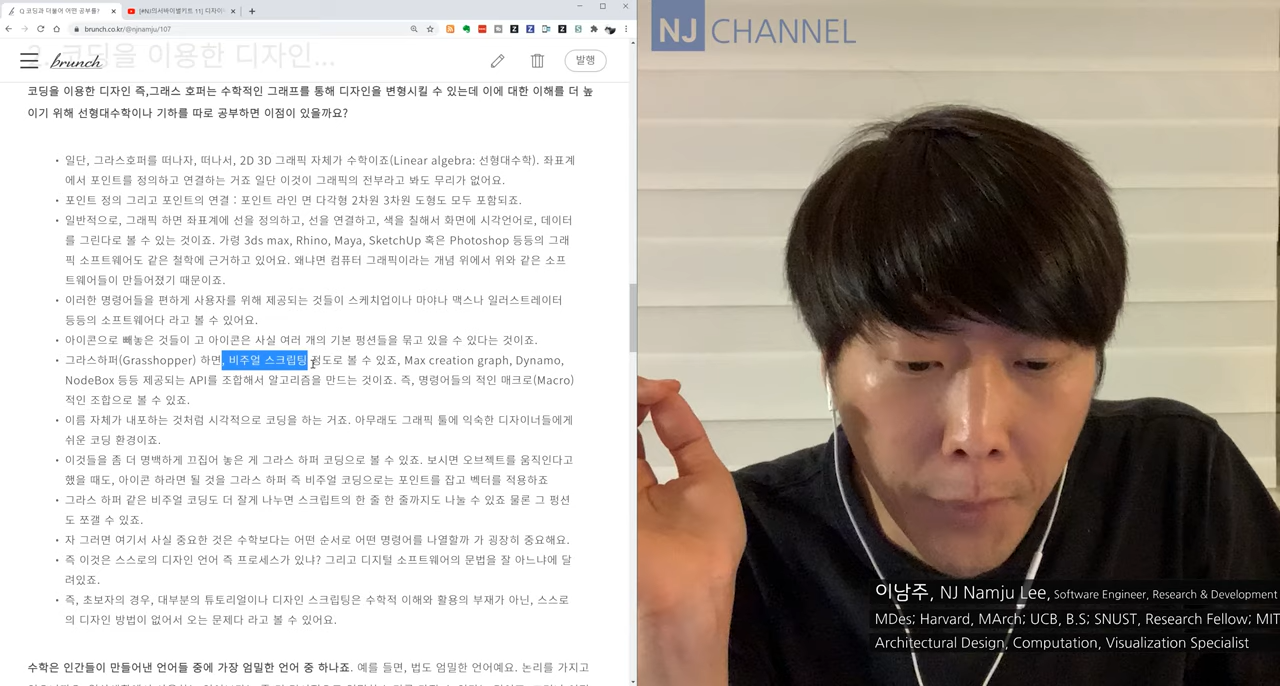 Q 코딩과 더불어 어떤 공부를?
[#NJ의서바이벌키트 11] 디자이
brunch.co.kr/@njnamju/107
2. 코딩을 이용한 디자인...
brunch
발행
코딩을 이용한 디자인 즉,그래스 호퍼는 수학적인 그래프를 통해 디자인을 변형시킬 수 있는데 이에 대한 이해를 더 높
이기 위해 선형대수학이나 기하를 따로 공부하면 이점이 있을까요?
• 일단, 그라스호퍼를 떠나자, 떠나서, 2D 3D 그래픽 자체가 수학이죠(Linear algebra: 선형대수학). 좌표계
에서 포인트를 정의하고 연결하는 거죠 일단 이것이 그래픽의 전부라고 봐도 무리가 없어요.
• 포인트 정의 그리고 포인트의 연결 : 포인트 라인 면 다각형 2차원 3차원 도형도 모두 포함되죠.
• 일반적으로, 그래픽 하면 좌표계에 선을 정의하고, 선을 연결하고, 색을 칠해서 화면에 시각언어로, 데이터
를 그린다로 볼 수 있는 것이죠. 가령 3ds max, Rhino, Maya, SketchUp 혹은 Photoshop 등등의 그래
픽 소프트웨어도 같은 철학에 근거하고 있어요. 왜냐면 컴퓨터 그래픽이라는 개념 위에서 위와 같은 소프
트웨어들이 만들어졌기 때문이죠.
• 이러한 명령어들을 편하게 사용자를 위해 제공되는 것들이 스케치업이나 마야나 맥스나 일러스트레이터
등등의 소프트웨어다 라고 볼 수 있어요.
• 아이콘으로 빼놓은 것들이 고 아이콘은 사실 여러 개의 기본 펑션들을 묶고 있을 수 있다는 것이죠.
• 그라스하퍼(Grasshopper) 하면, 비주얼 스크립팅 정도로 볼 수 있죠, Max creation graph, Dynamo,
NodeBox 등등 제공되는 API를 조합해서 알고리즘을 만드는 것이죠. 즉, 명령어들의 적인 매크로(Macro)
적인 조합으로 볼 수 있죠.
• 이름 자체가 내포하는 것처럼 시각적으로 코딩을 하는 거죠. 아무래도 그래픽 툴에 익숙한 디자이너들에게
쉬운 코딩 환경이죠.
• 이것들을 좀 더 명백하게 끄집어 놓은 게 그라스 하퍼 코딩으로 볼 수 있죠. 보시면 오브젝트를 움직인다고
했을 때도, 아이콘 하라면 될 것을 그라스 하퍼 즉 비주얼 코딩으로는 포인트를 잡고 벡터를 적용하죠
• 그라스 하퍼 같은 비주얼 코딩도 더 잘게 나누면 스크립트의 한 줄 한 줄까지도 나눌 수 있죠 물론 그 펑션
도 쪼갤 수 있죠.
• 자 그러면 여기서 사실 중요한 것은 수학보다는 어떤 순서로 어떤 명령어를 나열할까 가 굉장히 중요해요.
• 즉 이것은 스스로의 디자인 언어 즉 프로세스가 있냐? 그리고 디지털 소프트웨어의 문법을 잘 아느냐에 달
려있죠.
• 즉, 초보자의 경우, 대부분의 튜토리얼이나 디자인 스크립팅은 수학적 이해와 활용의 부재가 아닌, 스스로
의 디자인 방법이 없어서 오는 문제다 라고 볼 수 있어요.
수학은 인간들이 만들어낸 언어들 중에 가장 엄밀한 언어 중 하나죠. 예를 들면, 법도 엄밀한 언어예요. 논리를 가지고
NJ CHANNEL
이남주, NJ Namju Lee, Software Engineer, Research & Development
MDes; Harvard, MArch; UCB, B.S; SNUST, Research Fellow; MIT
Architectural Design, Computation, Visualization Specialist